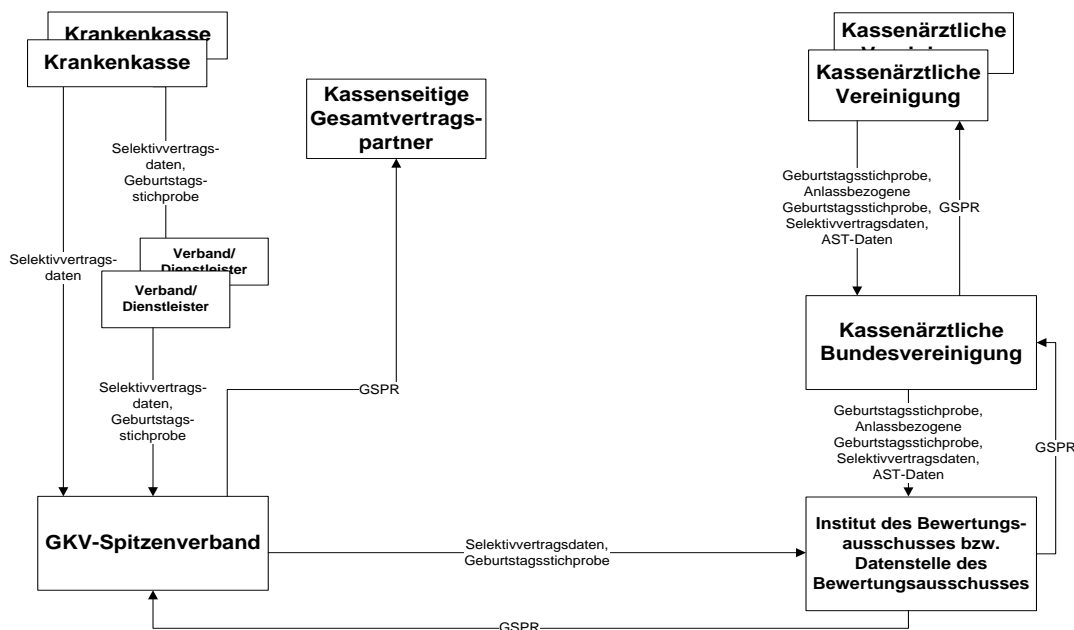 Krankenkasse
Krankenkasse
Kassenärztliche
Kassenärztliche
Vereinigung
Kassenseitige
Gesamtvertrags-
partner
Selektivvertrags-
daten,
Geburtstags-
stichprobe
Geburtstagsstichprobe,
Anlassbezogene
Geburtstagsstichprobe,
Selektivvertragsdaten,
AST-Daten
GSPR
Selektivvertrags-
daten
Verband/
Dienstleister
Verband/
Dienstleister
Kassenärztliche
Bundesvereinigung
Selektivvertrags-
daten,
Geburtstags-
stichprobe
GSPR
Geburtstagsstichprobe,
Anlassbezogene
Geburtstagsstichprobe,
Selektivvertragsdaten,
AST-Daten
GSPR
GKV-Spitzenverband
Selektivvertragsdaten,
Geburtstagsstichprobe
Institut des Bewertungs-
ausschusses bzw.
Datenstelle des
Bewertungsausschusses
GSPR